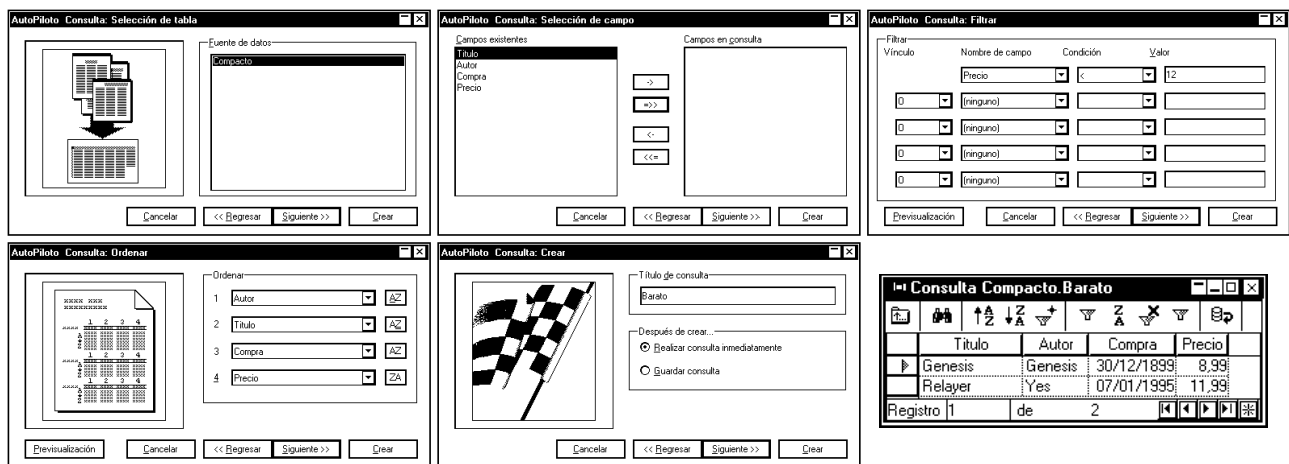 AutoPiloto Consulta: Selección de tabla
Fuente de datos
Compacto
Cancelar << Regresar Siguiente >> Crear
AutoPiloto Consulta: Selección de campo
Campos existentes Campos en consulta
Titulo
Autor
Compra
Precio
->
=>>
<-
<<=
Cancelar << Regresar Siguiente >> Crear
AutoPiloto Consulta: Filtrar
Filtrar
Vínculo Nombre de campo Condición Valor
Precio < 12
O (ninguno)
O (ninguno)
O (ninguno)
O (ninguno)
Previsualización Cancelar << Regresar Siguiente >> Crear
AutoPiloto Consulta: Ordenar
Ordenar
1 Autor AZ
2 Titulo AZ
3 Compra AZ
4 Precio ZA
Previsualización Cancelar << Regresar Siguiente >> Crear
AutoPiloto Consulta: Crear
Título de consulta
Barato
Después de crear...
Realizar consulta inmediatamente
Guardar consulta
Cancelar << Regresar Siguiente >> Crear
Consulta Compacto.Barato
Titulo Autor Compra Precio
Genesis Genesis 30/12/1899 8,99
Relayer Yes 07/01/1995 11,99
Registro 1 de 2